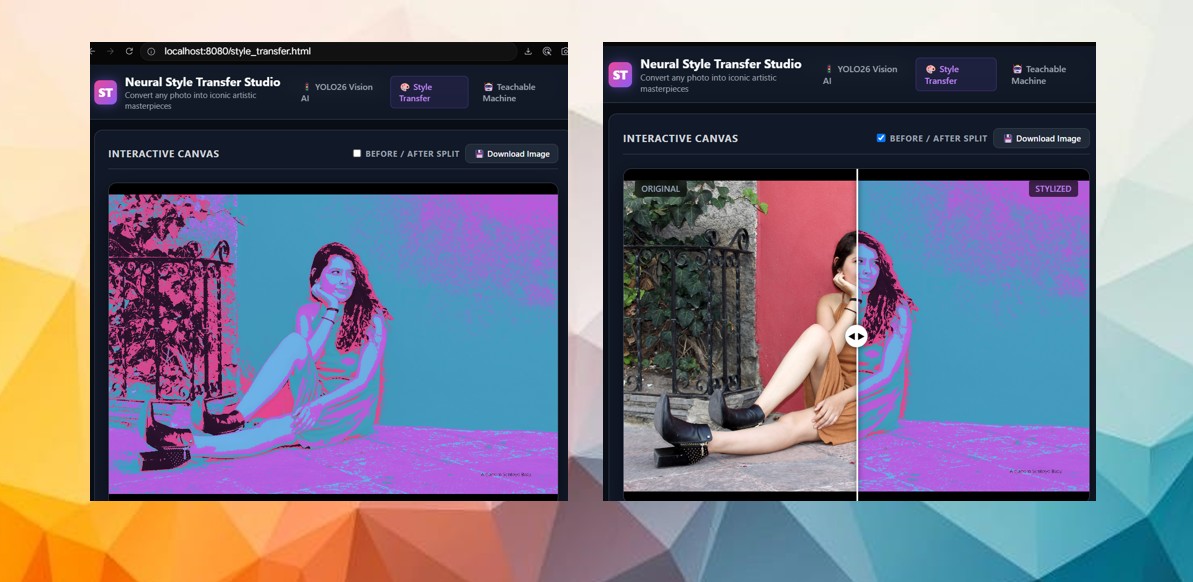 localhost:8080/style_transfer.html
ST
Neural Style Transfer Studio
Convert any photo into iconic artistic
masterpieces
YOLO26 Vision
AI
Style
Transfer
Teachable
Machine
INTERACTIVE CANVAS
BEFORE / AFTER SPLIT
Download Image
ST
Neural Style Transfer Studio
Convert any photo into iconic artistic
masterpieces
YOLO26 Vision
AI
Style
Transfer
Teachable
Machine
INTERACTIVE CANVAS
BEFORE / AFTER SPLIT
Download Image
ORIGINAL
STYLIZED